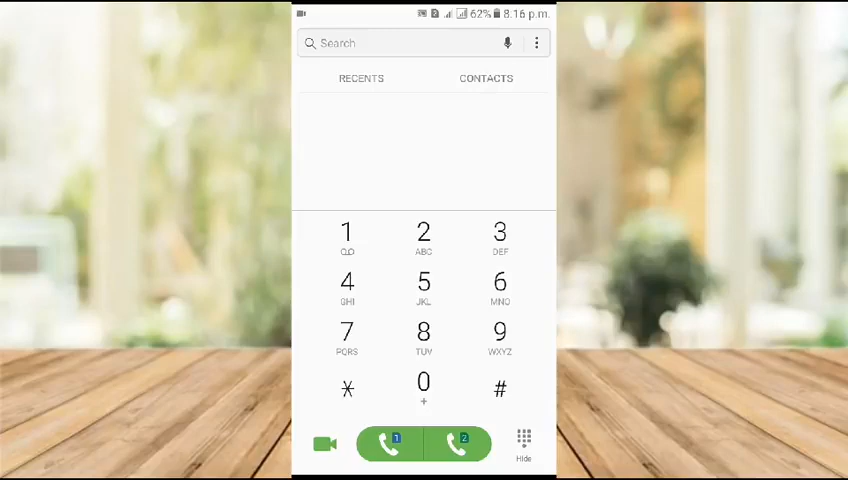 62% 8.16 p.m.
Search
RECENTS CONTACTS
1 2 3
ABC DEF
4 5 6
GHI JKL MNO
7 8 9
PQRS TUV WXYZ
* 0 #
+
1 2
Hide